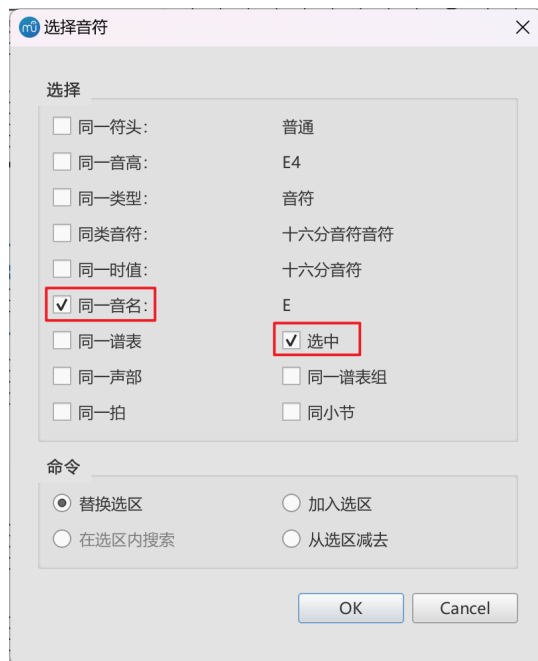 mũ 选择音符
选择
同一符头: 普通
同一音高: E4
同一类型: 音符
同类音符: 十六分音符音符
同一时值: 十六分音符
同一音名: E
同一谱表 选中
同一声部 同一谱表组
同一拍 同小节
命令
替换选区 加入选区
在选区内搜索 从选区减去
OK Cancel